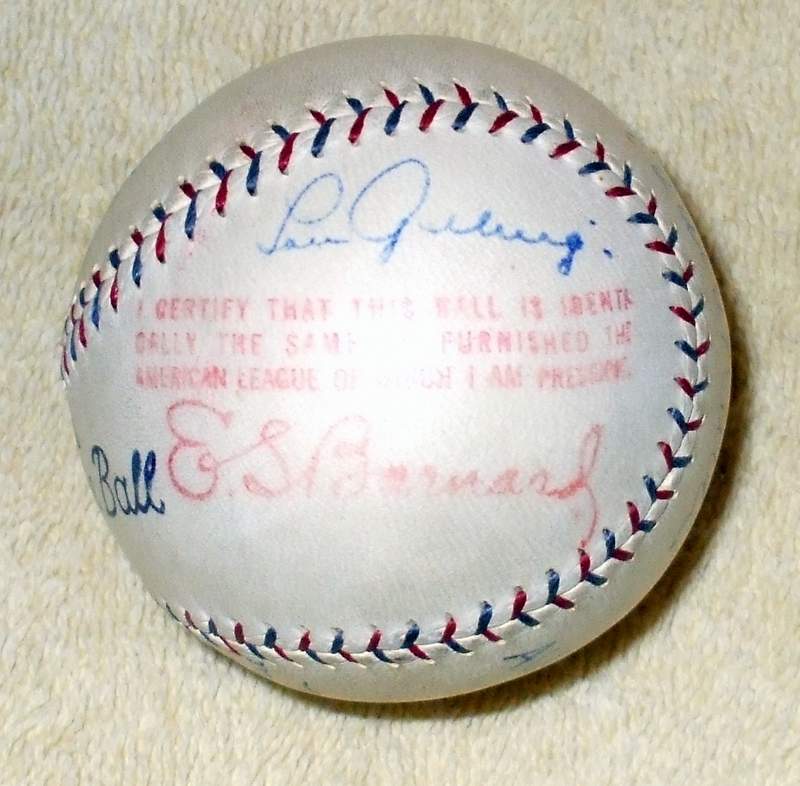 Lou Gehrig.
I CERTIFY THAT THIS BALL IS IDENTI
CALLY THE SAME FURNISHED THE
AMERICAN LEAGUE OF WHICH I AM PRESIDENT.
E.S. Barnard
Ball